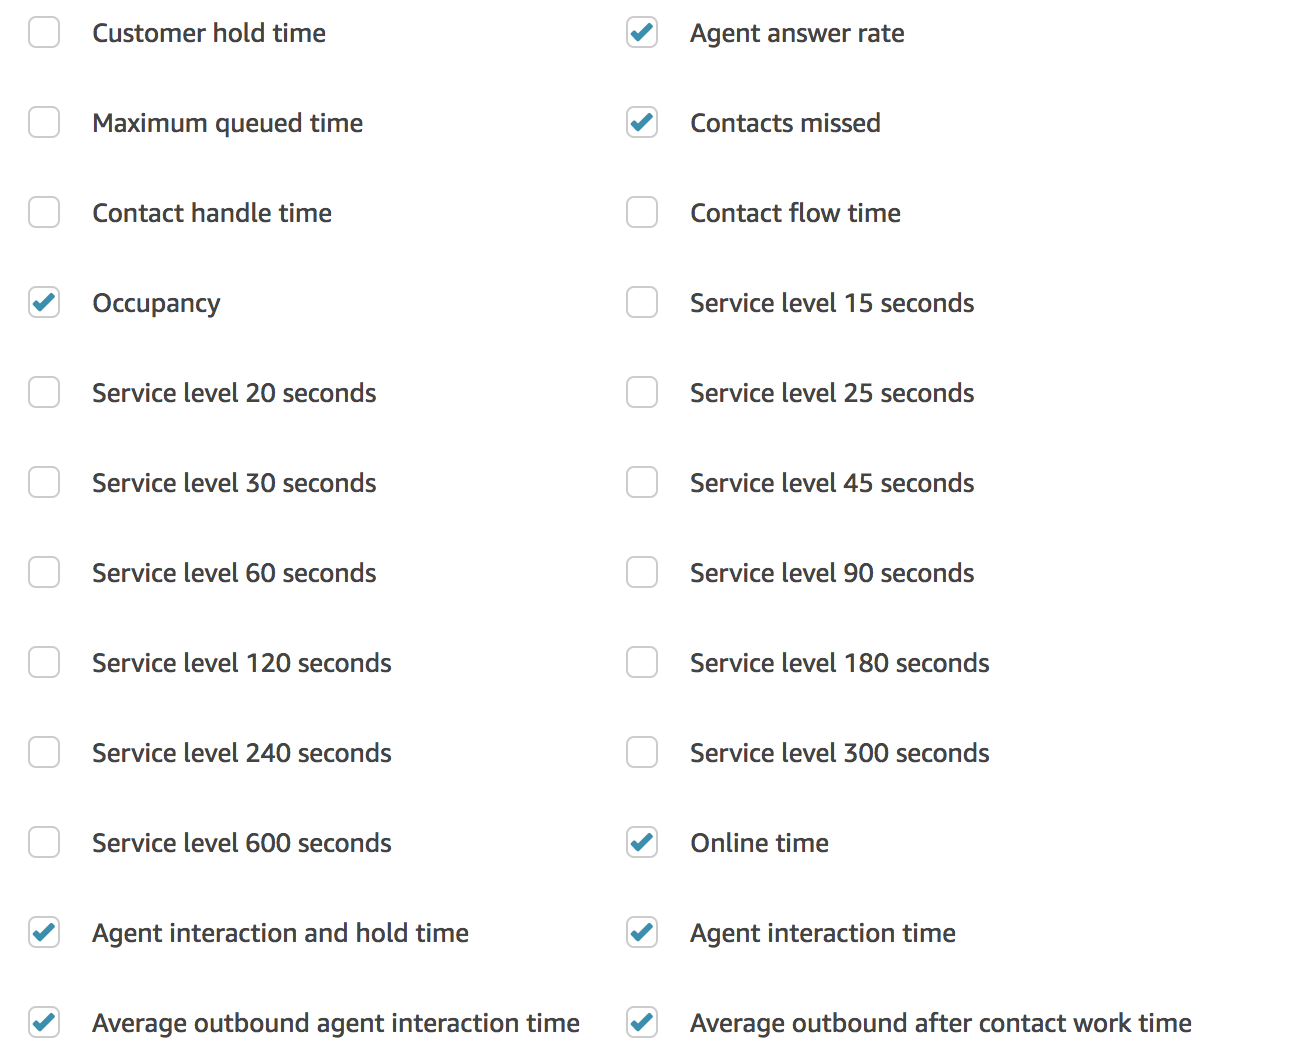 Customer hold time
Agent answer rate
Maximum queued time
Contacts missed
Contact handle time
Contact flow time
Occupancy
Service level 15 seconds
Service level 20 seconds
Service level 25 seconds
Service level 30 seconds
Service level 45 seconds
Service level 60 seconds
Service level 90 seconds
Service level 120 seconds
Service level 180 seconds
Service level 240 seconds
Service level 300 seconds
Service level 600 seconds
Online time
Agent interaction and hold time
Agent interaction time
Average outbound agent interaction time
Average outbound after contact work time